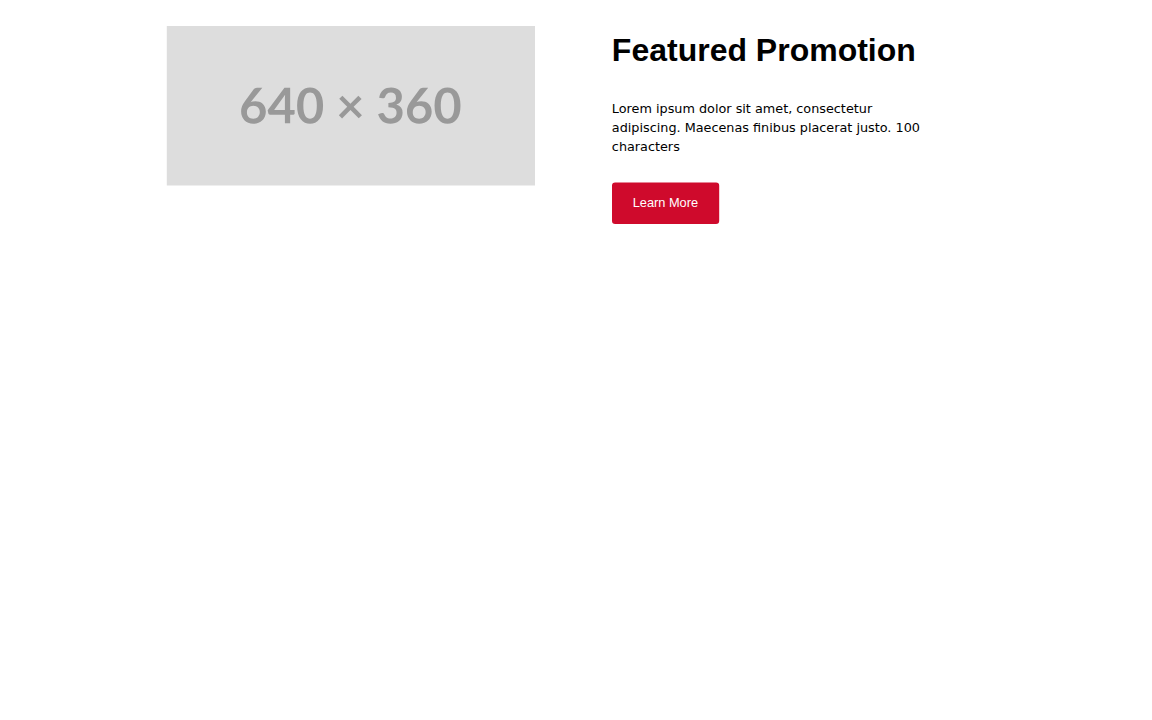 640 × 360
Featured Promotion
Lorem ipsum dolor sit amet, consectetur
adipiscing. Maecenas finibus placerat justo. 100
characters
Learn More